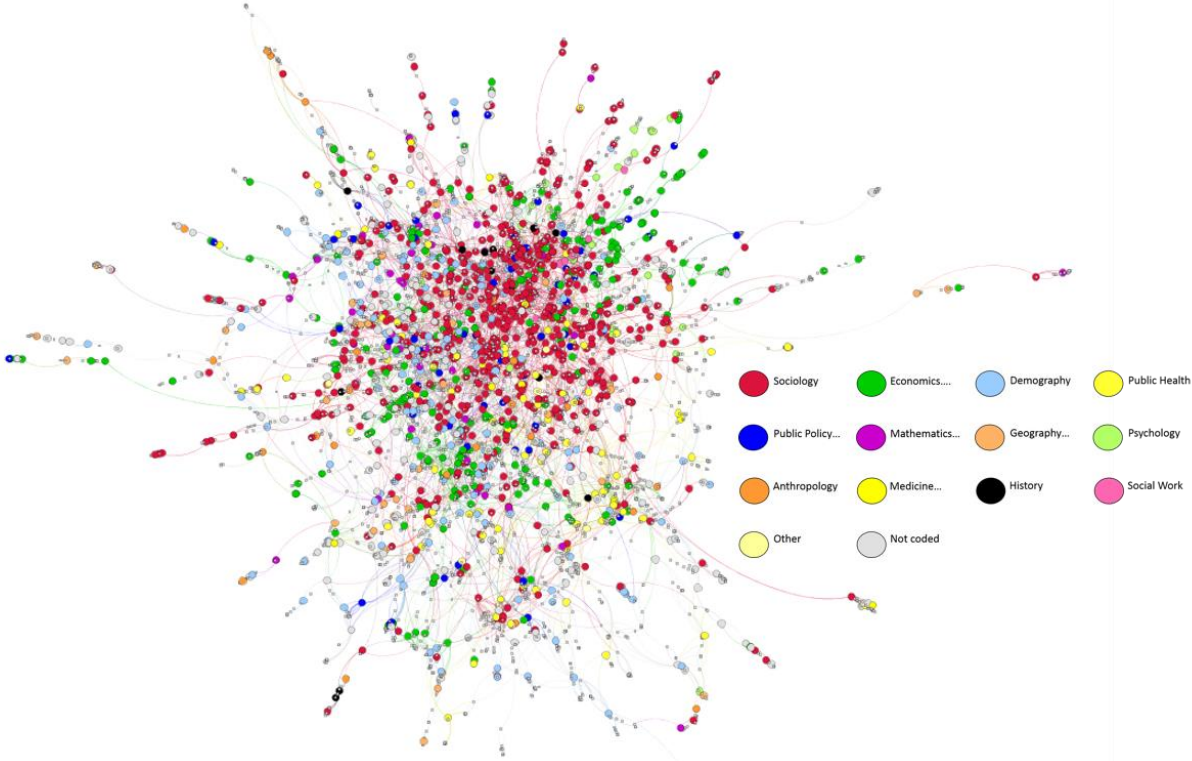 Sociology
Economics....
Demography
Public Health
Public Policy...
Mathematics...
Geography...
Psychology
Anthropology
Medicine...
History
Social Work
Other
Not coded